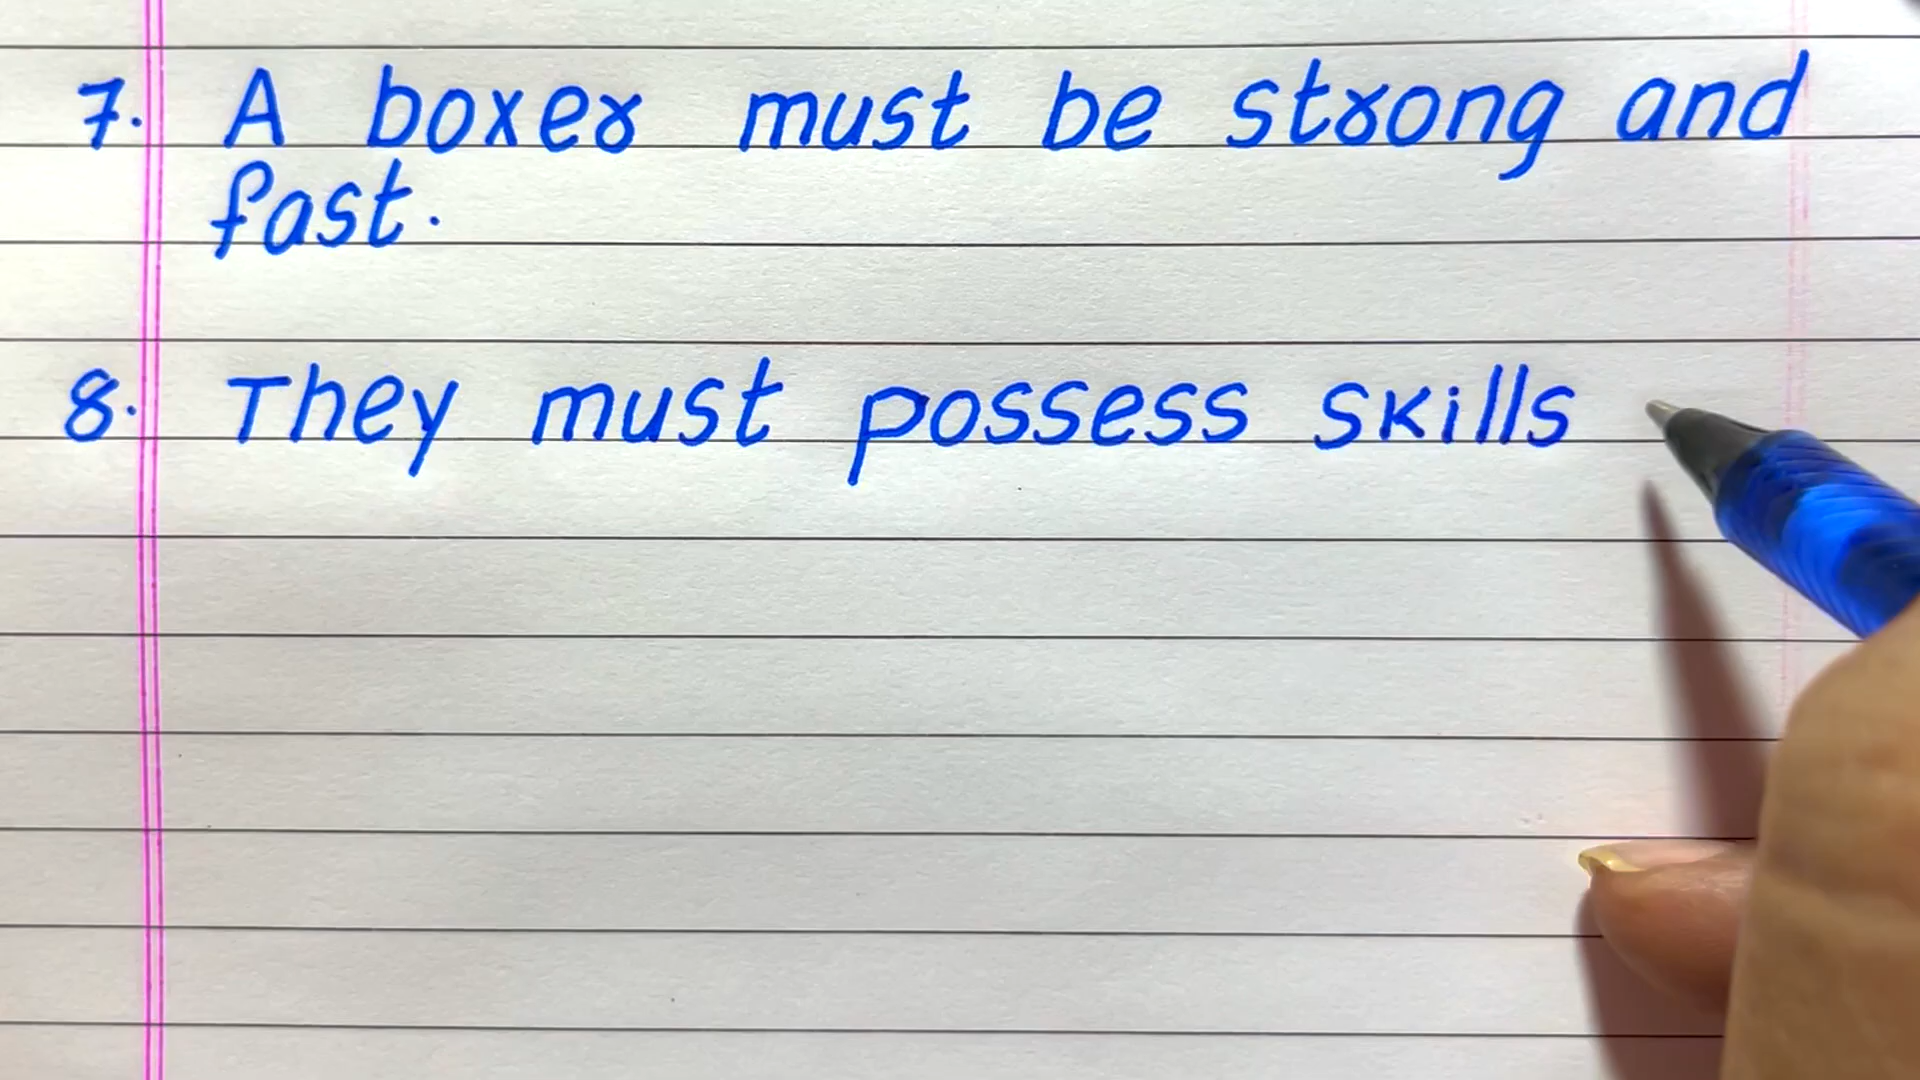 7. A boxer must be strong and
fast.
8. They must possess skills